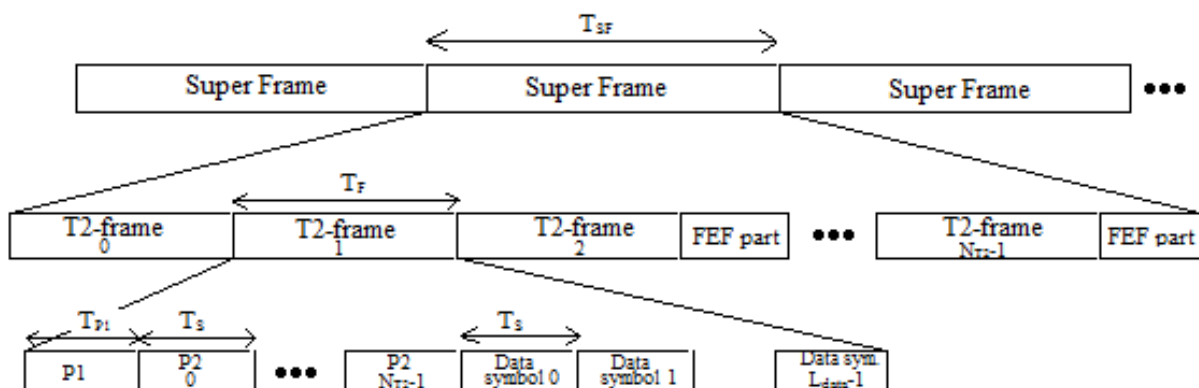 TSF
Super Frame Super Frame Super Frame •••
TF
T2-frame 0 T2-frame 1 T2-frame 2 FEF part ••• T2-frame NT2-1 FEF part
TP1 TS TS
P1 P2 0 ••• P2 NT2-1 Data symbol 0 Data symbol 1 Data sym. Ldata-1